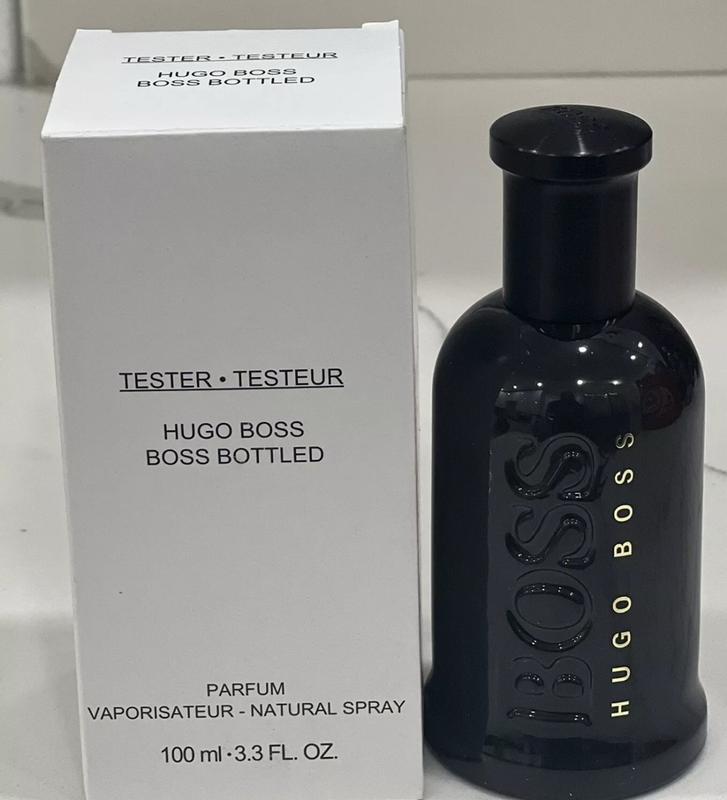 TESTER • TESTEUR
HUGO BOSS
BOSS BOTTLED
TESTER • TESTEUR
HUGO BOSS
BOSS BOTTLED
PARFUM
VAPORISATEUR - NATURAL SPRAY
100 ml • 3.3 FL. OZ.
BOSS
HUGO BOSS